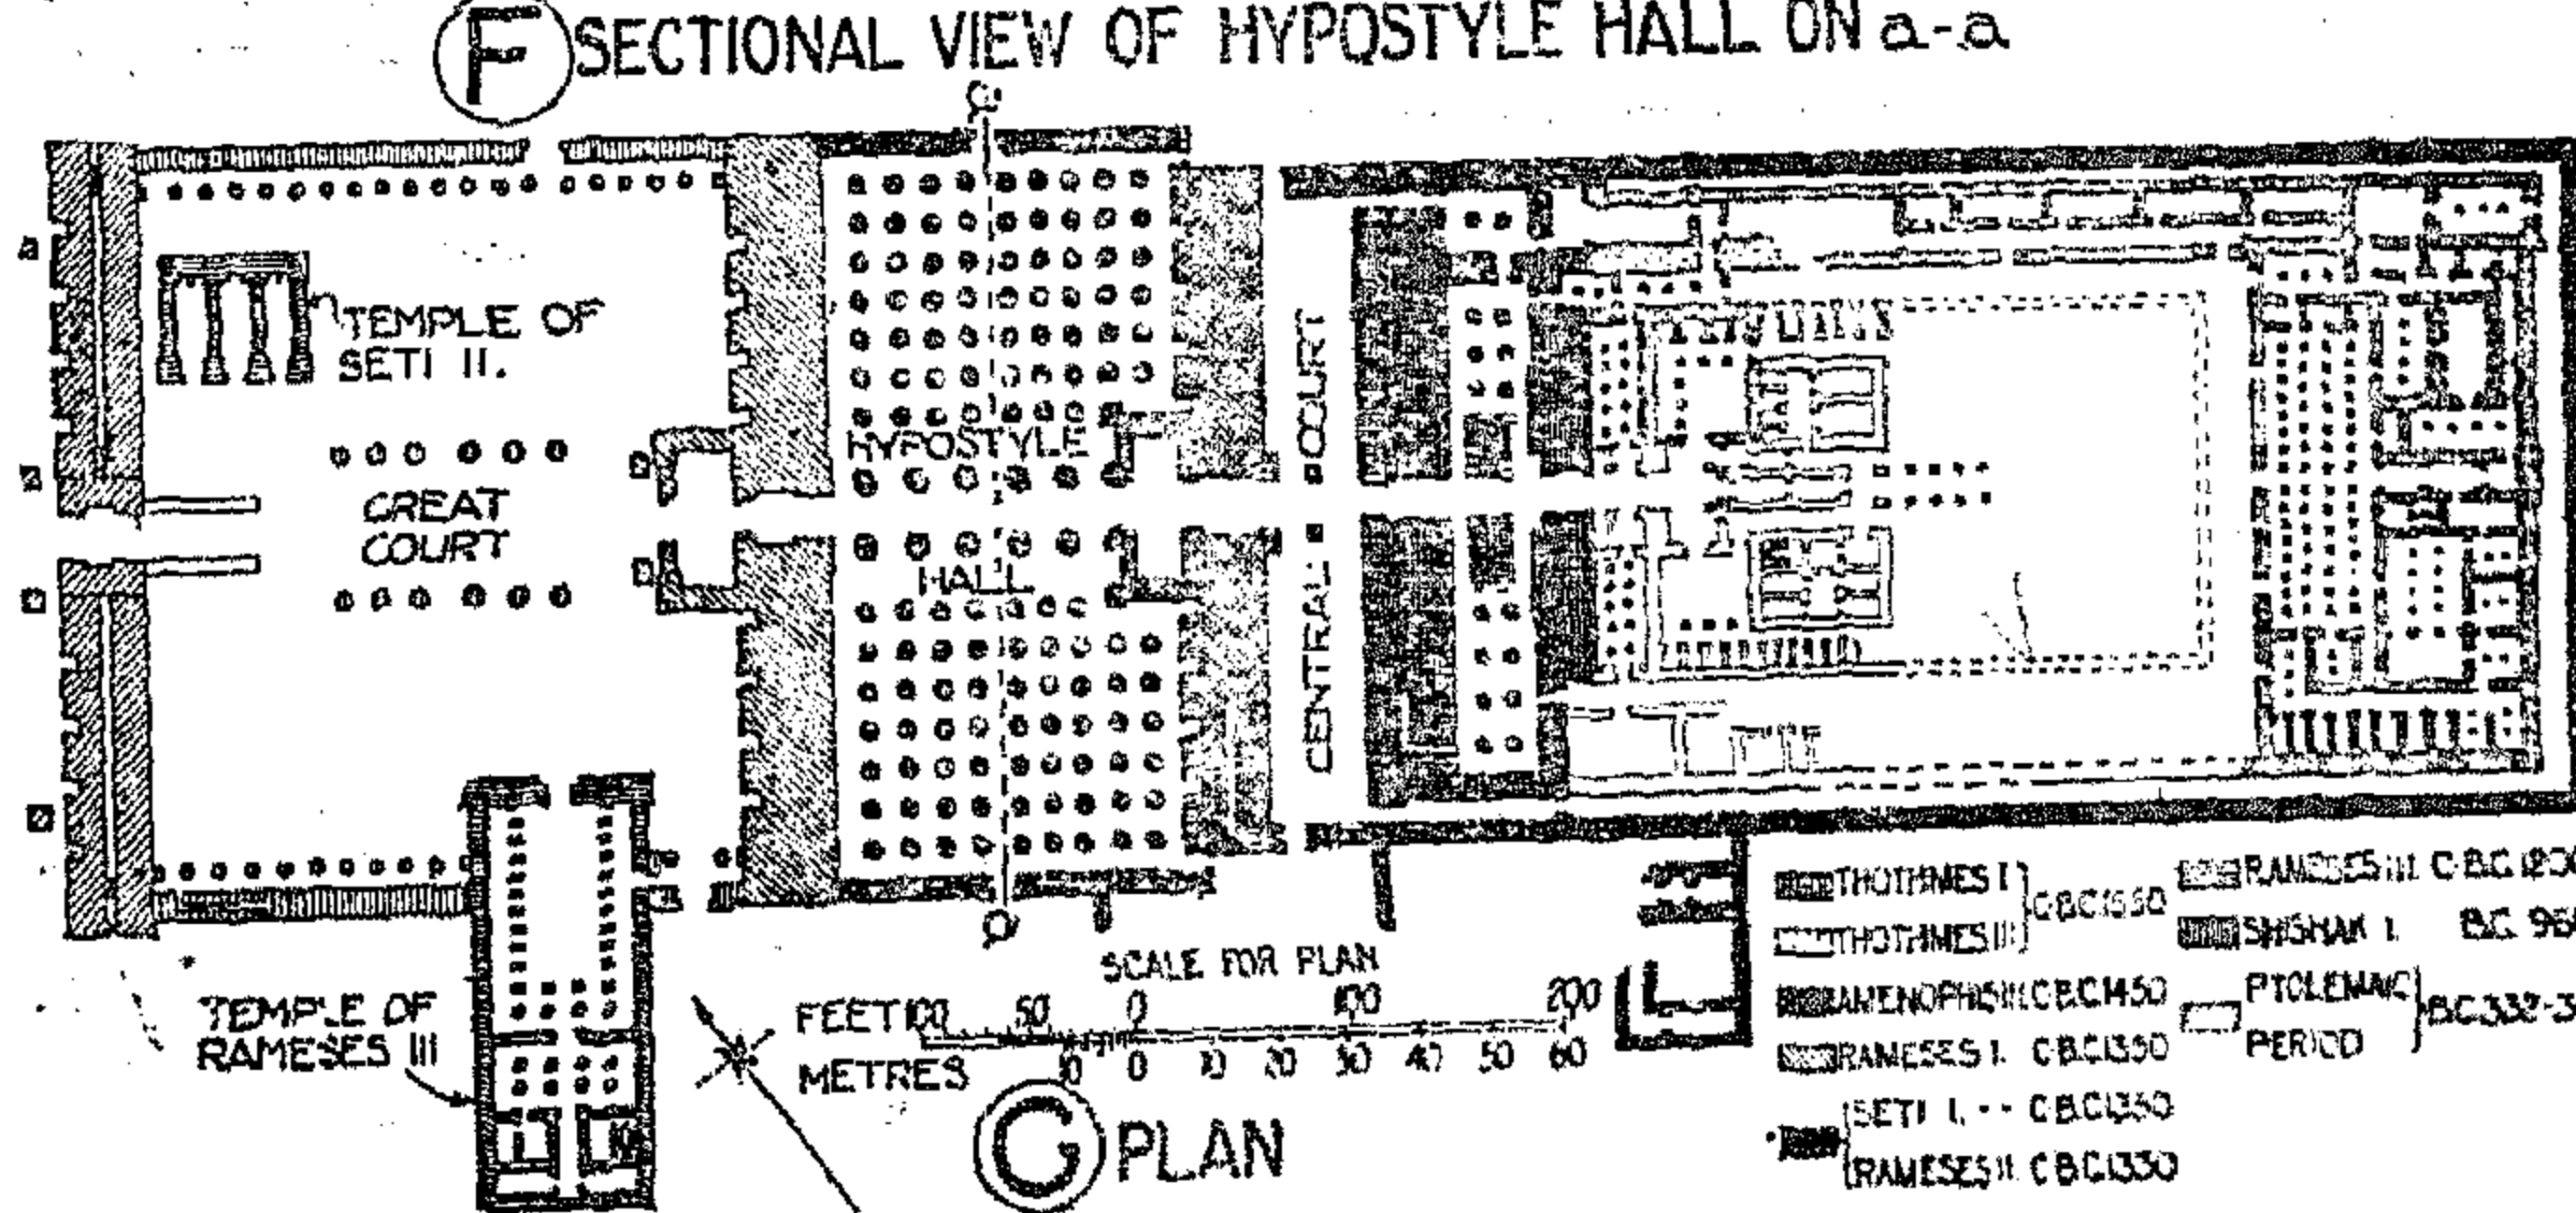 F SECTIONAL VIEW OF HYPOSTYLE HALL ON a-a
a
TEMPLE OF
SETI II.
GREAT
COURT
HYPOSTYLE
HALL
CENTRAL COURT
a
TEMPLE OF
RAMESES III
SCALE FOR PLAN
FEET 100 50 0 100 200
METRES 10 0 10 20 30 40 50 60
G PLAN
THOTHMES I
THOTHMES III
AMENOPHIS III C B.C. 1450
RAMESES I. C B.C. 1350
SETI I. -- C B.C. 1350
RAMESES II. C B.C. 1330
RAMESES III C B.C.
SHISHAK I. B.C.
PTOLEMAIC
PERIOD